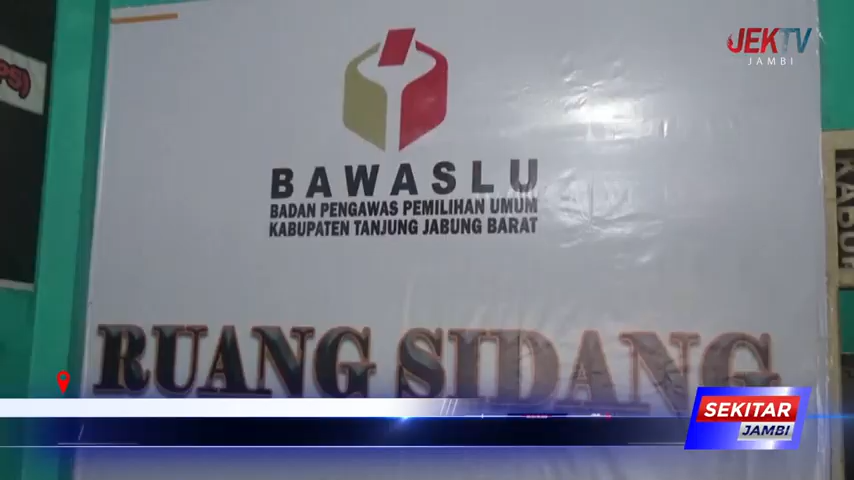 JEKTV
JAMBI
BAWASLU
BADAN PENGAWAS PEMILIHAN UMUM
KABUPATEN TANJUNG JABUNG BARAT
RUANG SIDANG
SEKITAR
JAMBI